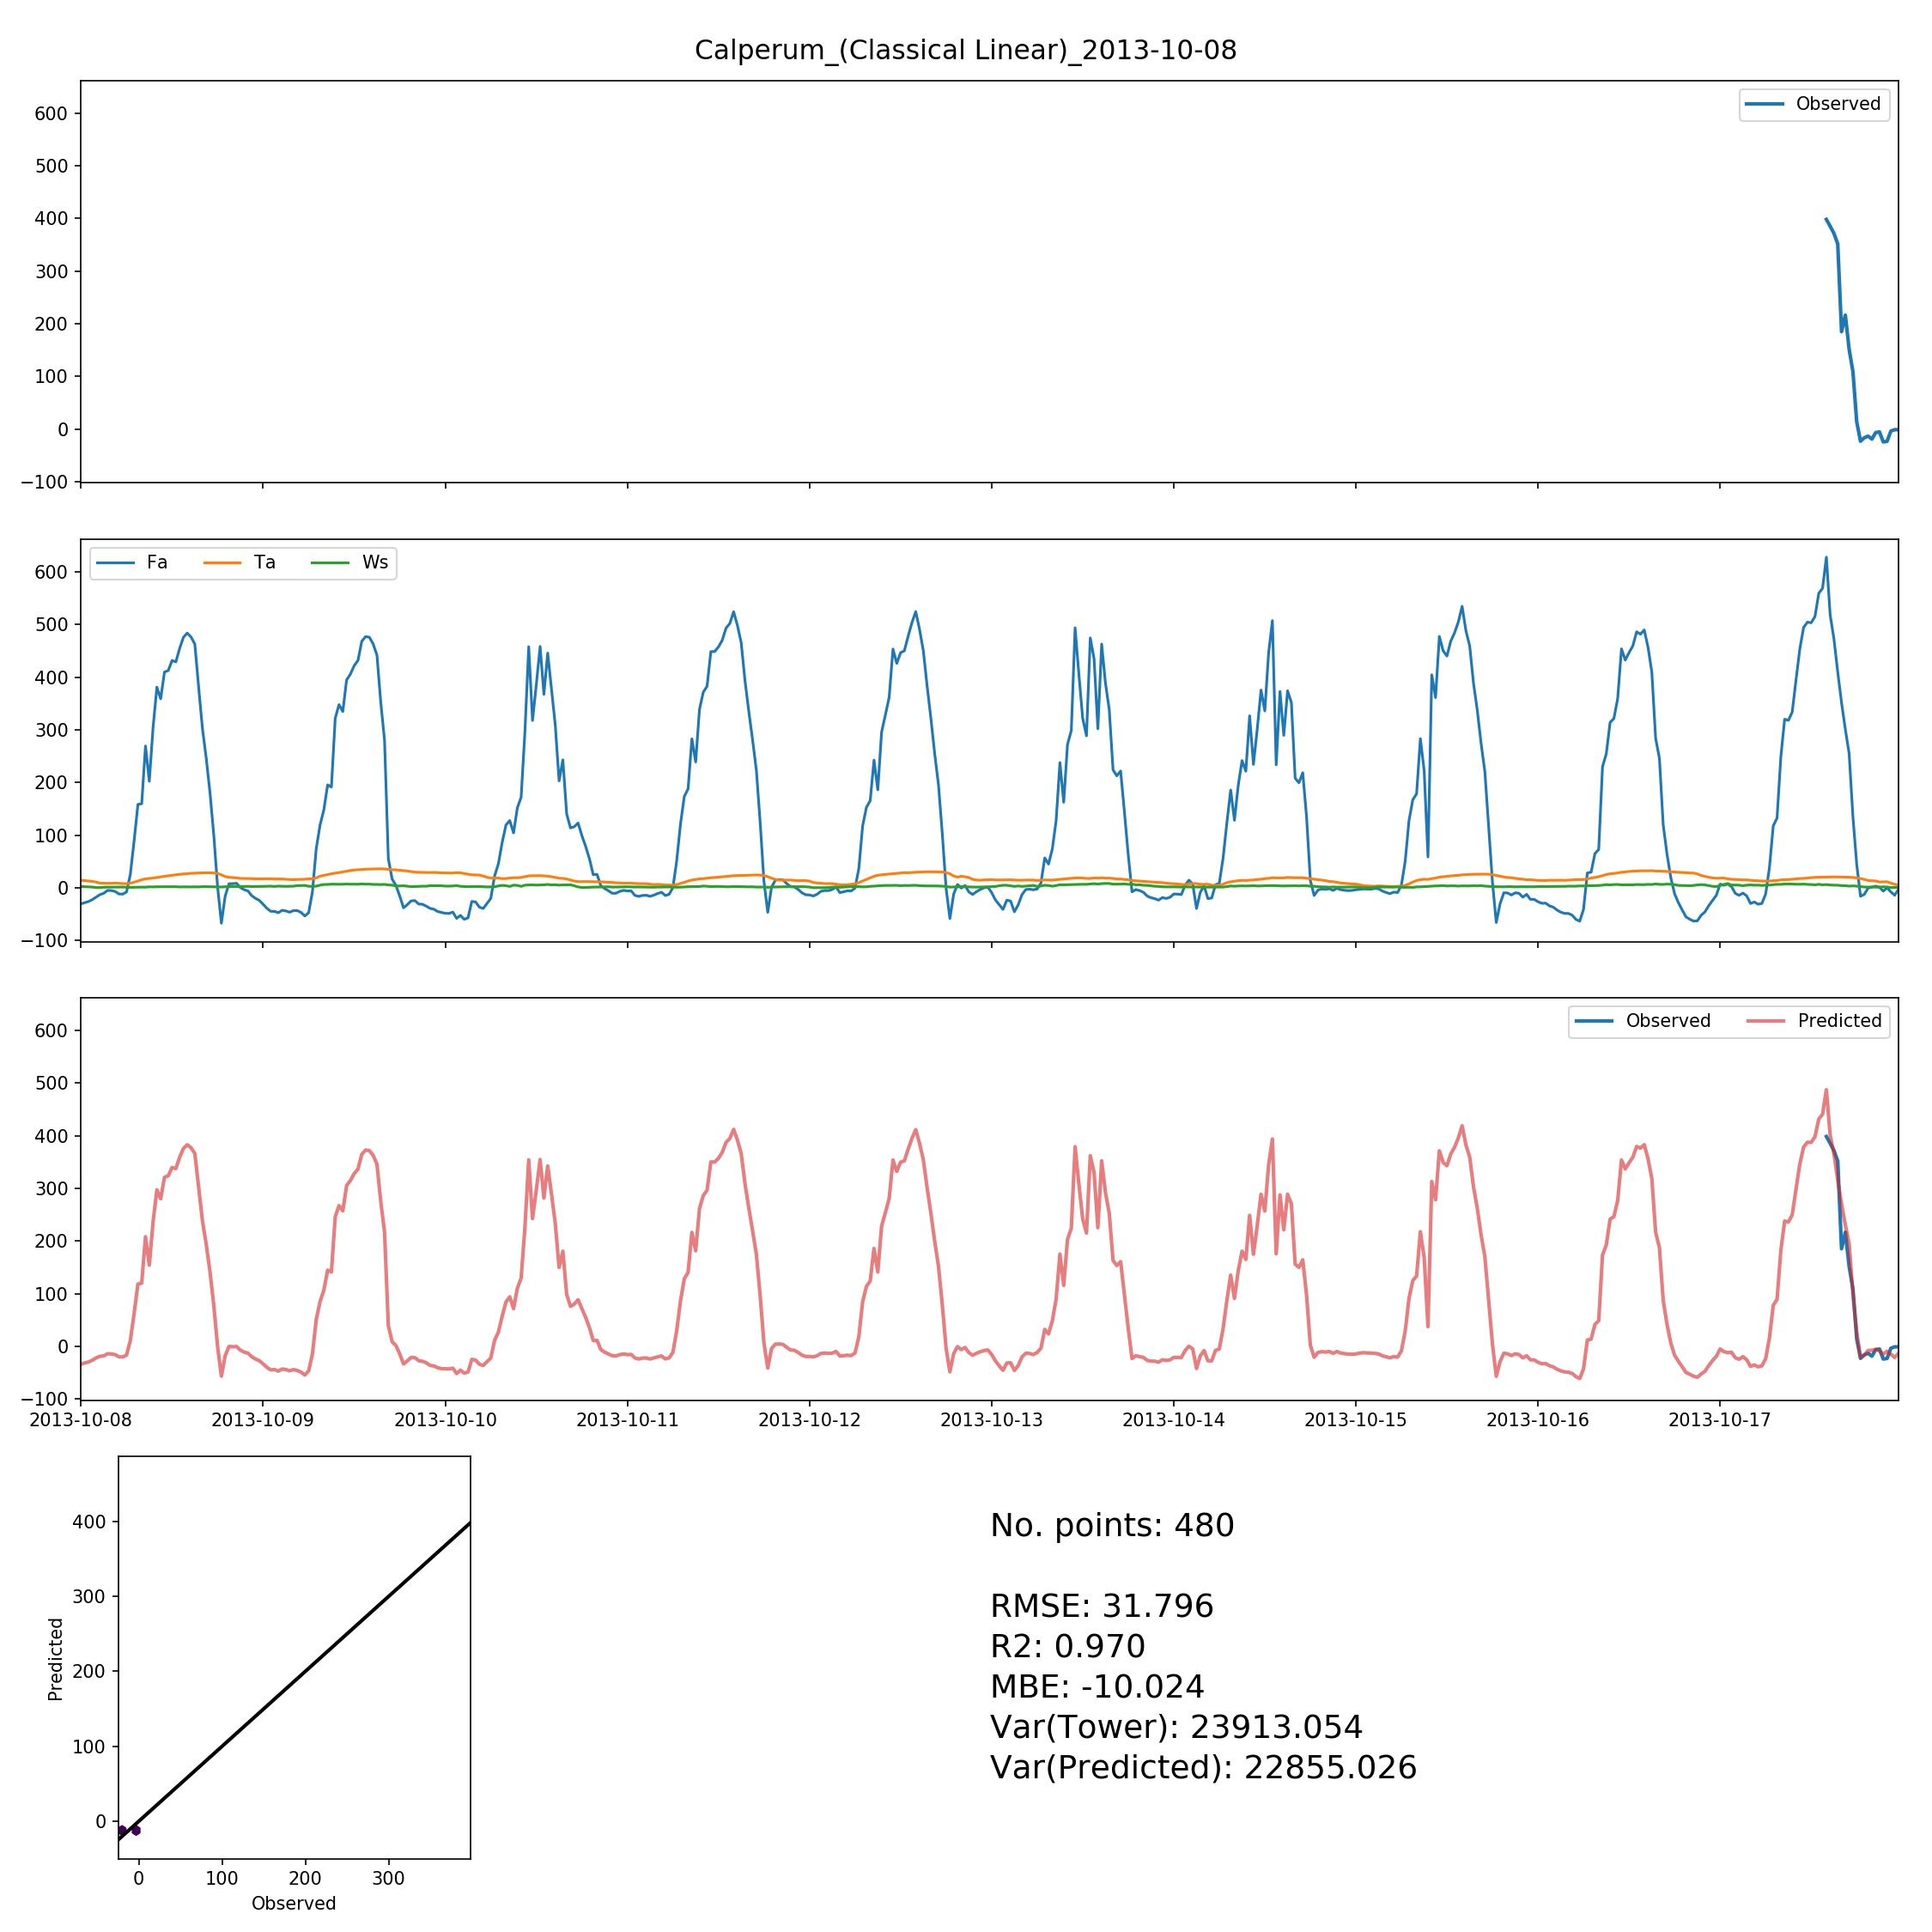 Calperum_(Classical Linear)_2013-10-08
600
500
400
300
200
100
0
−100
Observed
600
500
400
300
200
100
0
−100
Fa Ta Ws
600
500
400
300
200
100
0
−100
Observed Predicted
2013-10-08 2013-10-09 2013-10-10 2013-10-11 2013-10-12 2013-10-13 2013-10-14 2013-10-15 2013-10-16 2013-10-17
400
300
200
100
0
Predicted
0 100 200 300
Observed
No. points: 480
RMSE: 31.796
R2: 0.970
MBE: -10.024
Var(Tower): 23913.054
Var(Predicted): 22855.026